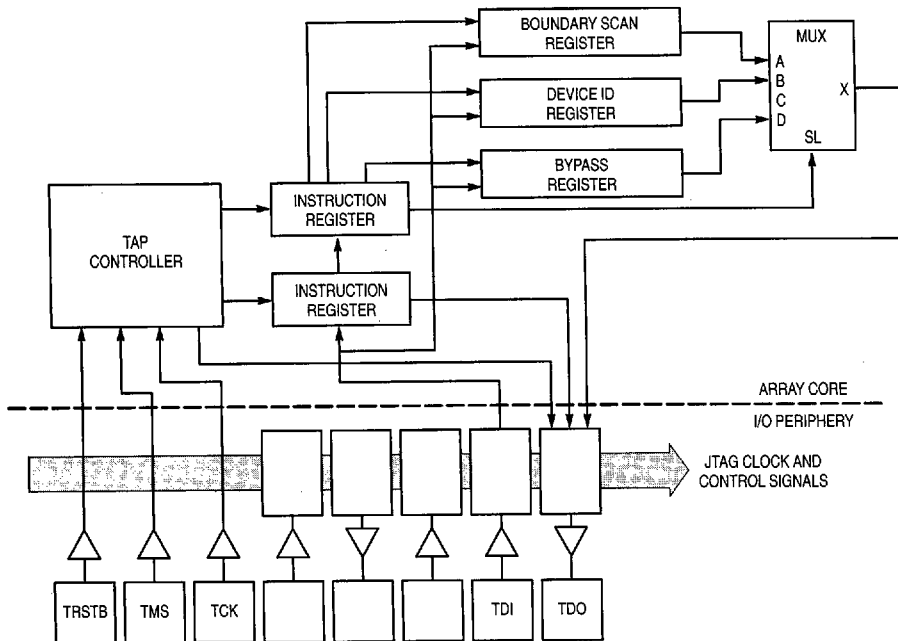 BOUNDARY SCAN
REGISTER
MUX
A
B
C
D
X
SL
DEVICE ID
REGISTER
BYPASS
REGISTER
TAP
CONTROLLER
INSTRUCTION
REGISTER
INSTRUCTION
REGISTER
ARRAY CORE
I/O PERIPHERY
JTAG CLOCK AND
CONTROL SIGNALS
TRSTB
TMS
TCK
TDI
TDO